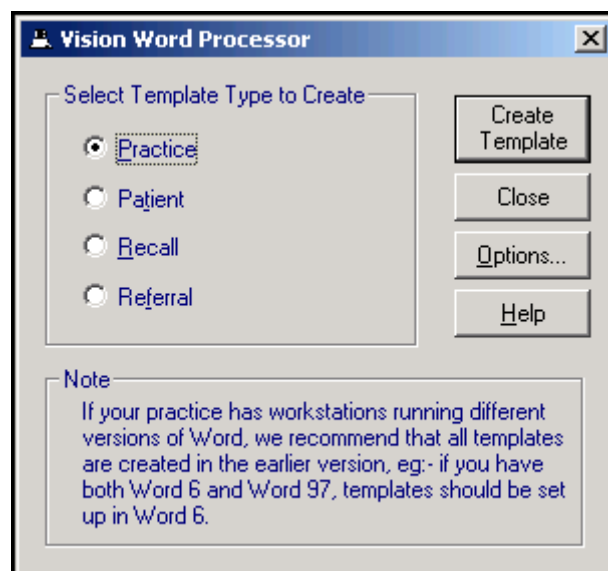 Vision Word Processor
Select Template Type to Create
Practice
Patient
Recall
Referral
Create
Template
Close
Options...
Help
Note
If your practice has workstations running different
versions of Word, we recommend that all templates
are created in the earlier version, eg:- if you have
both Word 6 and Word 97, templates should be set
up in Word 6.